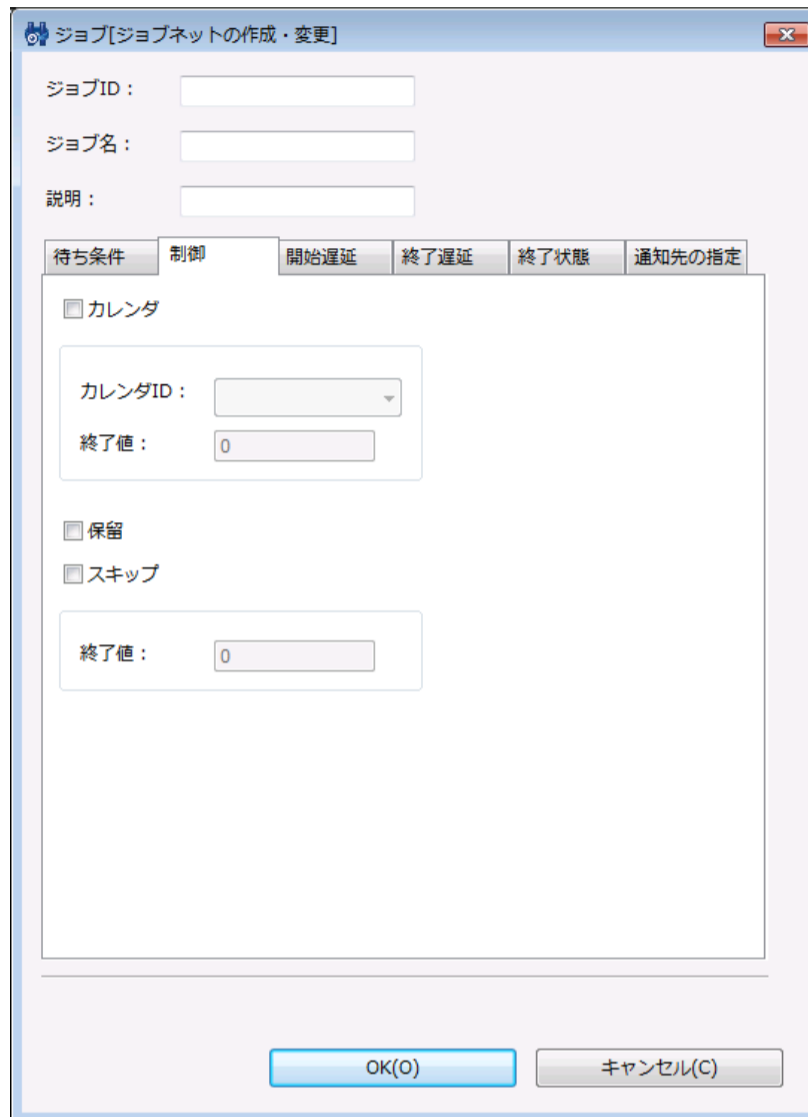 ジョブ[ジョブネットの作成・変更]
ジョブID：
ジョブ名：
説明：
待ち条件 制御 開始遅延 終了遅延 終了状態 通知先の指定
カレンダ
カレンダID：
終了値： 0
保留
スキップ
終了値： 0
OK(O) キャンセル(C)